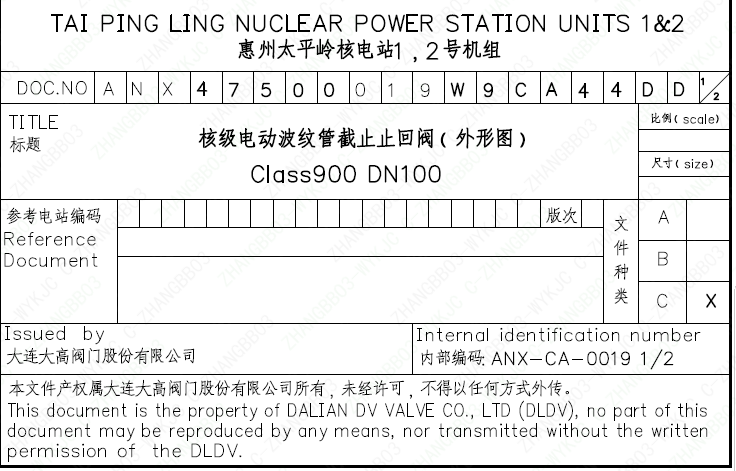 TAI PING LING NUCLEAR POWER STATION UNITS 1&2
惠州太平岭核电站1，2号机组
DOC.NO A N X 4 7 5 0 0 0 1 9 W 9 C A 4 4 D D 1/2
TITLE
标题
核级电动波纹管截止止回阀(外形图)
Class900 DN100
比例(scale)
尺寸(size)
参考电站编码
Reference
Document
版次
文件种类
A
B
C X
Issued by
大连大高阀门股份有限公司
Internal identification number
内部编码: ANX-CA-0019 1/2
本文件产权属大连大高阀门股份有限公司所有，未经许可，不得以任何方式外传。
This document is the property of DALIAN DV VALVE CO., LTD (DLDV), no part of this
document may be reproduced by any means, nor transmitted without the written
permission of the DLDV.